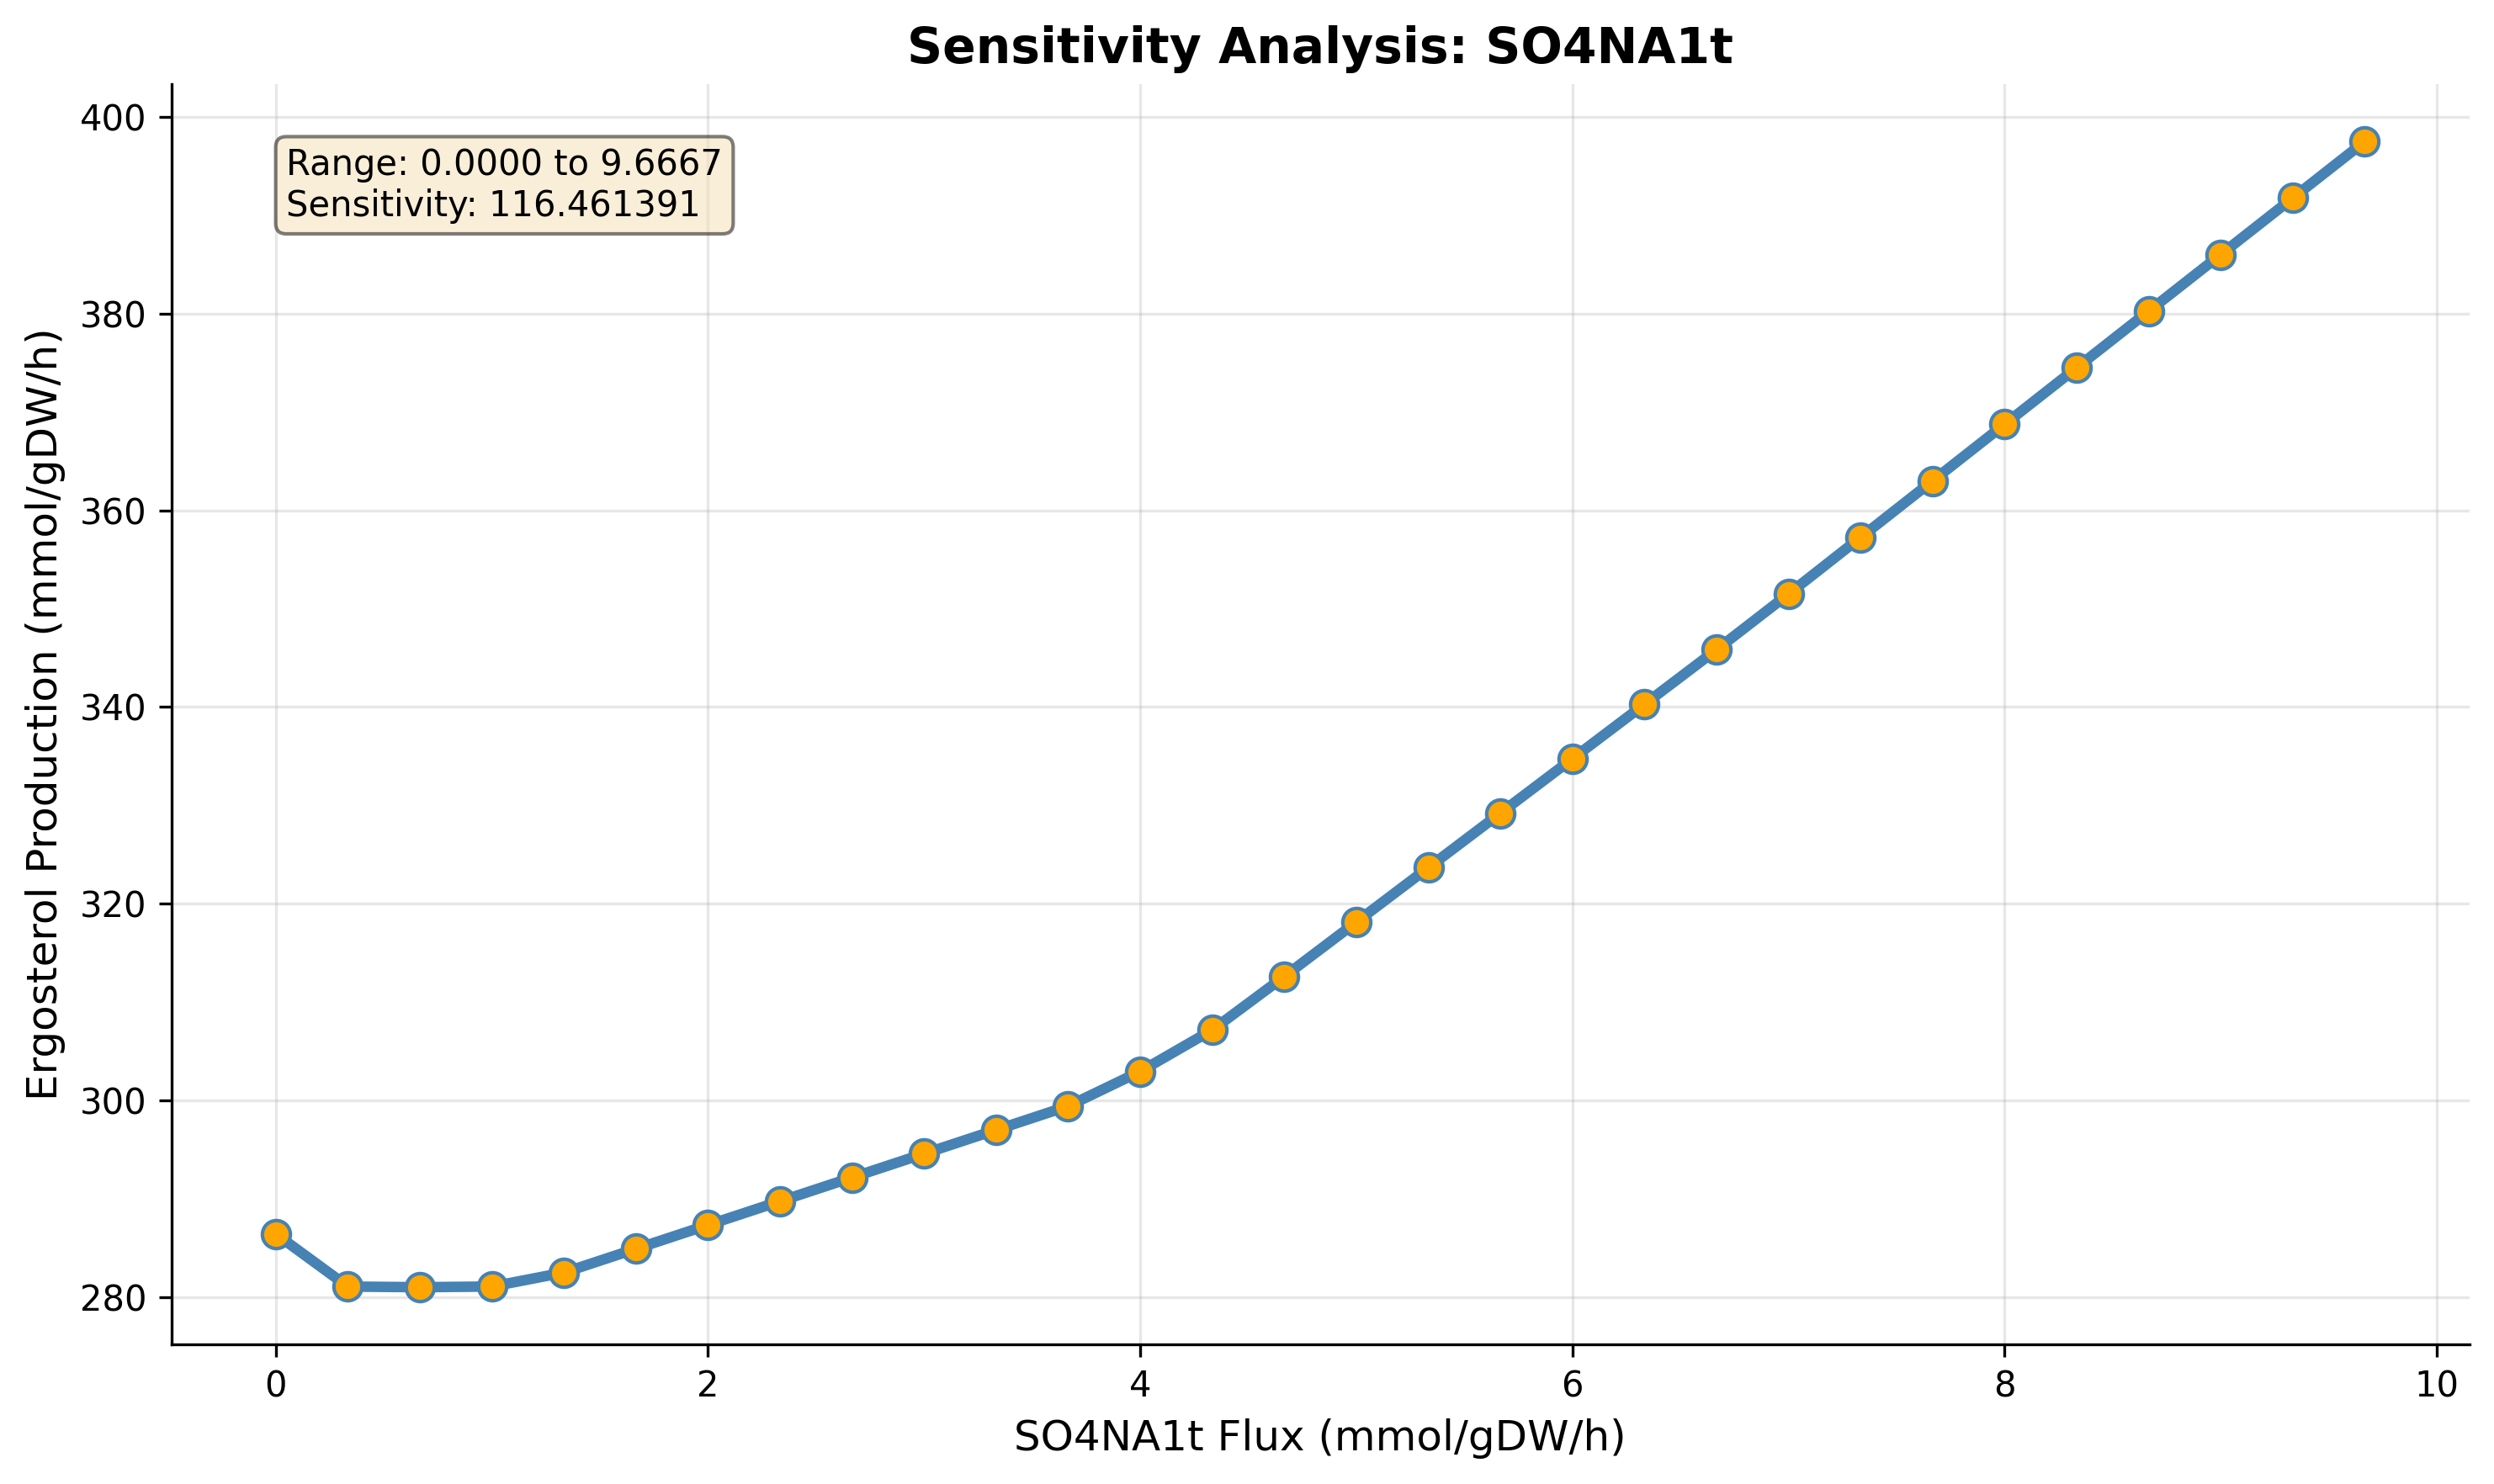 Sensitivity Analysis: SO4NA1t
Range: 0.0000 to 9.6667
Sensitivity: 116.461391
Ergosterol Production (mmol/gDW/h)
400
380
360
340
320
300
280
0 2 4 6 8 10
SO4NA1t Flux (mmol/gDW/h)